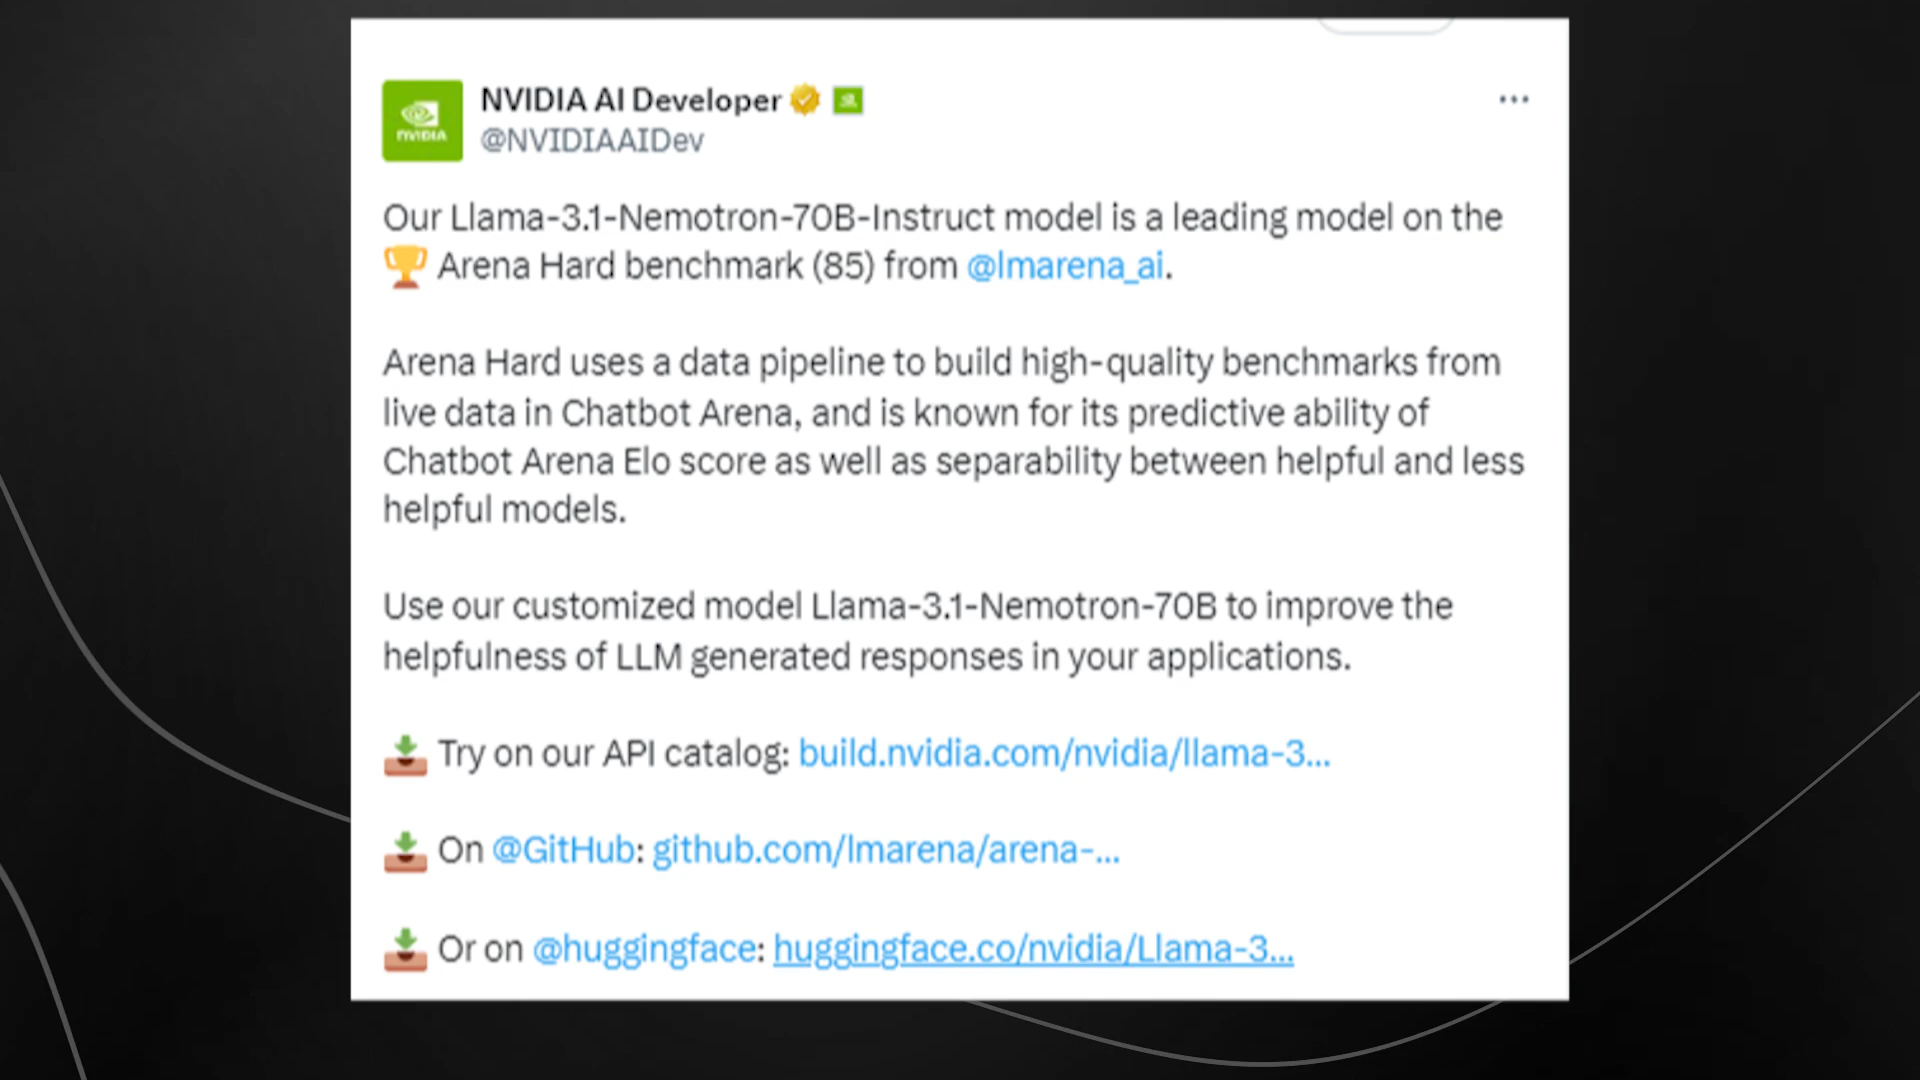 NVIDIA
NVIDIA AI Developer
@NVIDIAAIDev
Our Llama-3.1-Nemotron-70B-Instruct model is a leading model on the
🏆 Arena Hard benchmark (85) from @lmarena_ai.
Arena Hard uses a data pipeline to build high-quality benchmarks from
live data in Chatbot Arena, and is known for its predictive ability of
Chatbot Arena Elo score as well as separability between helpful and less
helpful models.
Use our customized model Llama-3.1-Nemotron-70B to improve the
helpfulness of LLM generated responses in your applications.
📥 Try on our API catalog: build.nvidia.com/nvidia/llama-3...
📥 On @GitHub: github.com/lmarena/arena-...
📥 Or on @huggingface: huggingface.co/nvidia/Llama-3...